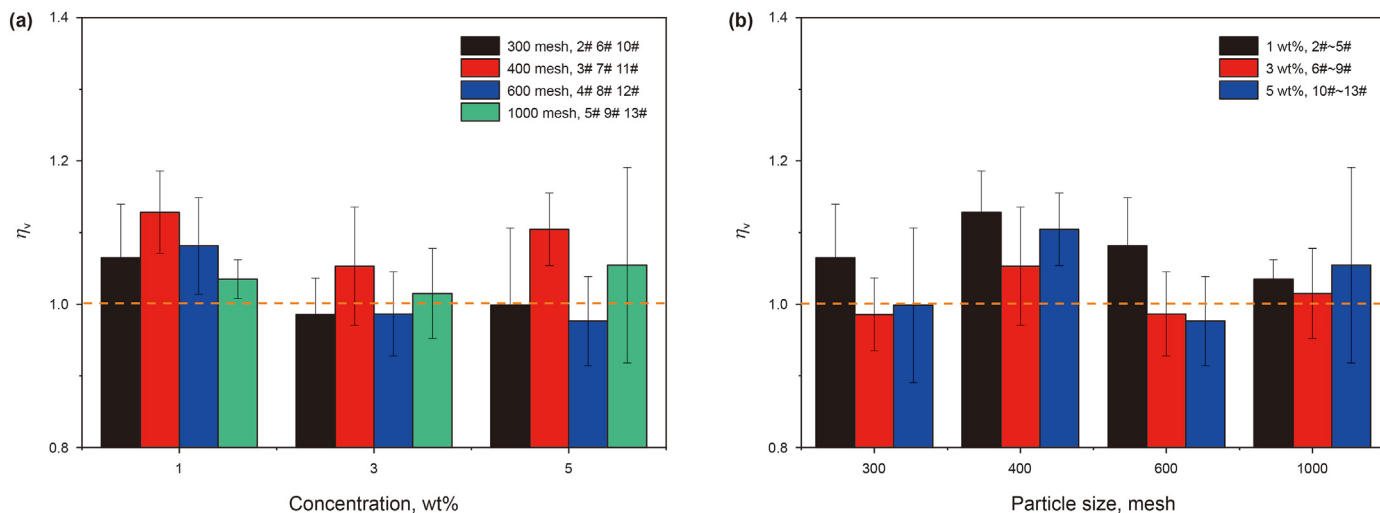 (a)
1.4
1.2
1.0
0.8
ηv
300 mesh, 2# 6# 10#
400 mesh, 3# 7# 11#
600 mesh, 4# 8# 12#
1000 mesh, 5# 9# 13#
1 3 5
Concentration, wt%
(b)
1.4
1.2
1.0
0.8
ηv
1 wt%, 2#~5#
3 wt%, 6#~9#
5 wt%, 10#~13#
300 400 600 1000
Particle size, mesh